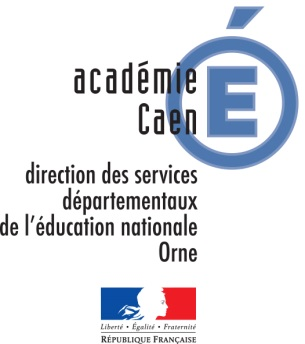 académie
Caen
É
direction des services
départementaux
de l'éducation nationale
Orne
Liberté • Égalité • Fraternité
RÉPUBLIQUE FRANÇAISE